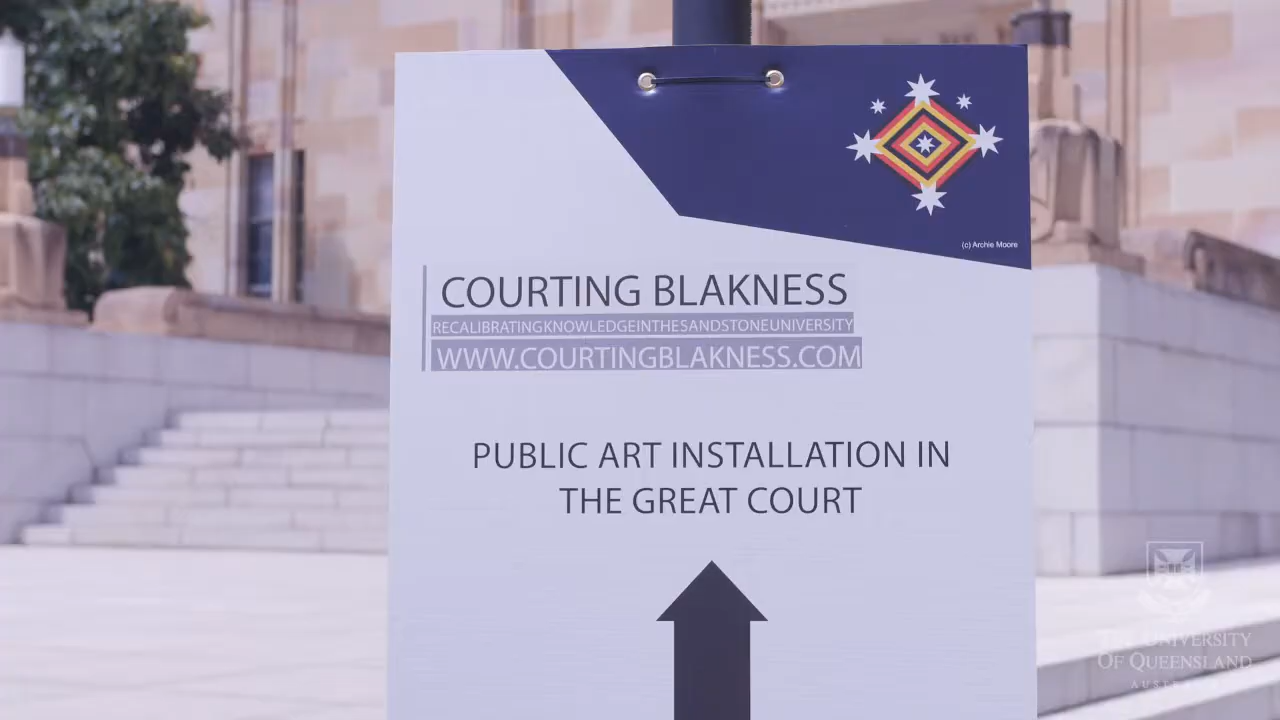 (c) Archie Moore
COURTING BLAKNESS
RECALIBRATINGKNOWLEDGEINTHESANDSTONEUNIVERSITY
WWW.COURTINGBLAKNESS.COM
PUBLIC ART INSTALLATION IN
THE GREAT COURT
THE UNIVERSITY
OF QUEENSLAND
AUSTRALIA